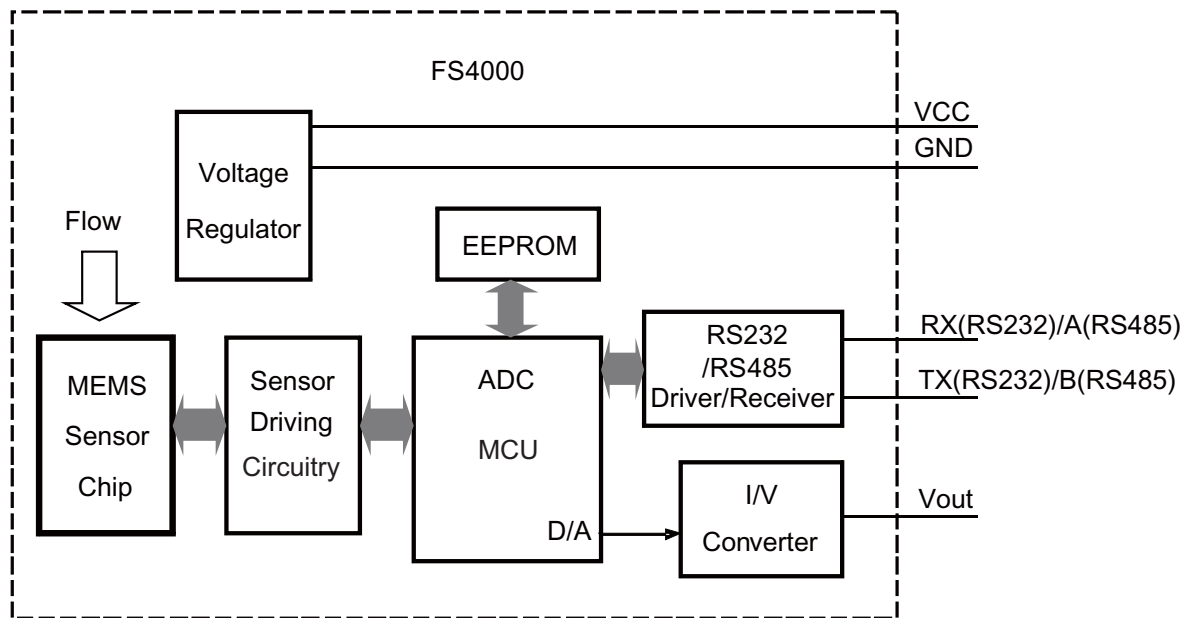 FS4000
VCC
GND
Voltage
Regulator
Flow
EEPROM
RX(RS232)/A(RS485)
TX(RS232)/B(RS485)
RS232
/RS485
Driver/Receiver
MEMS
Sensor
Chip
Sensor
Driving
Circuitry
ADC
MCU
D/A
I/V
Converter
Vout